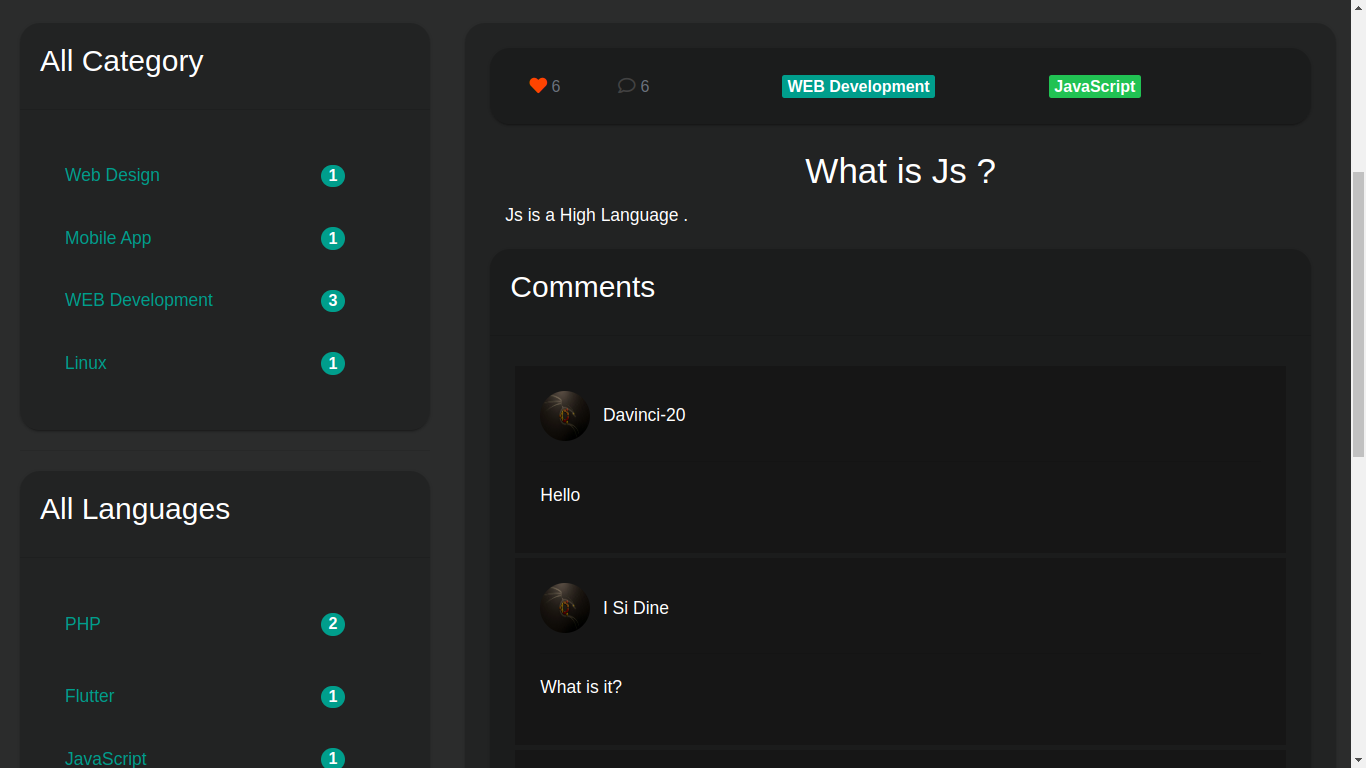 All Category
Web Design 1
Mobile App 1
WEB Development 3
Linux 1
All Languages
PHP 2
Flutter 1
JavaScript 1
6 6 WEB Development JavaScript
What is Js ?
Js is a High Language .
Comments
Davinci-20
Hello
I Si Dine
What is it?